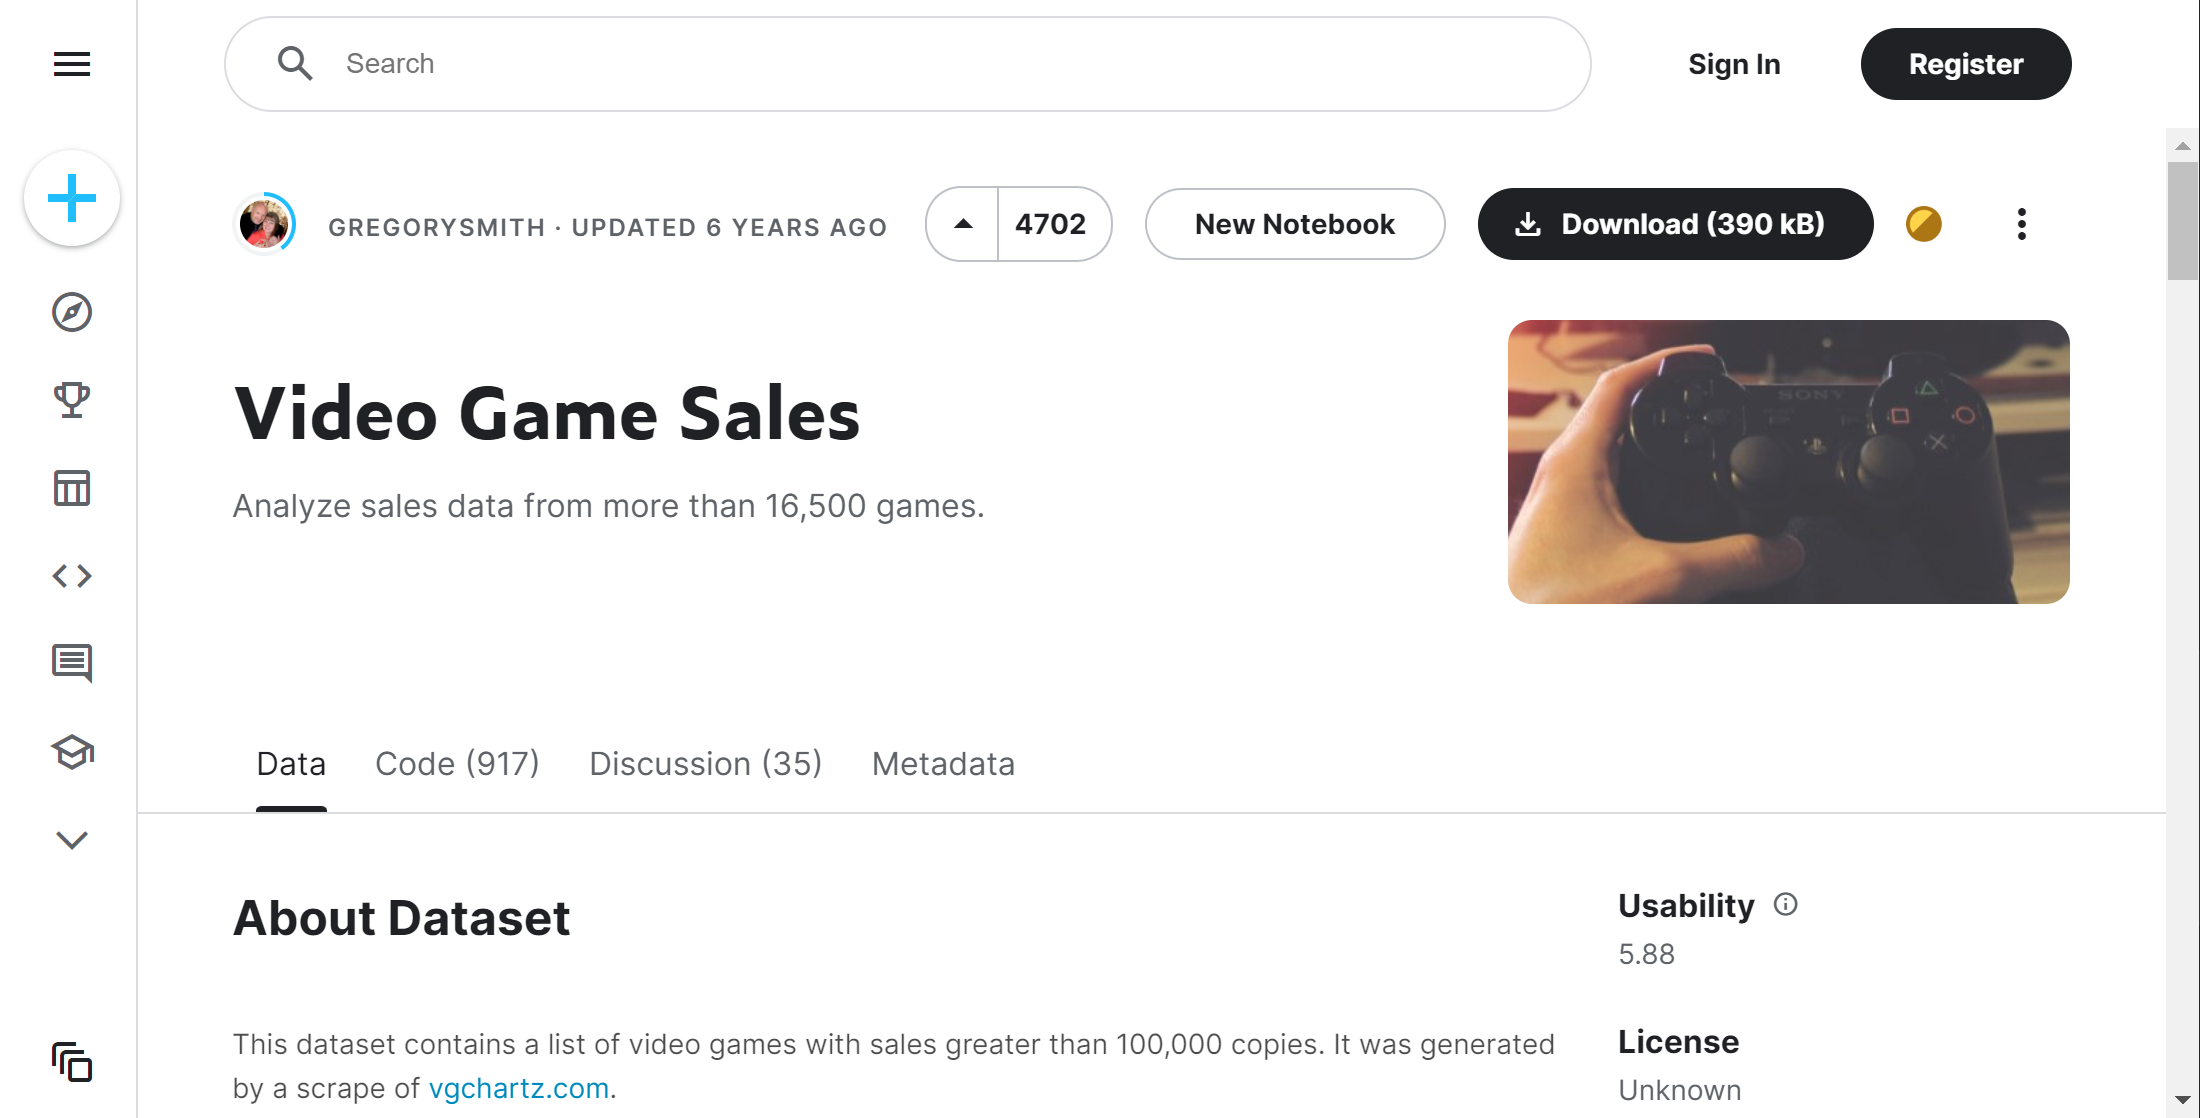 Search
Sign In
Register
GREGORYSMITH · UPDATED 6 YEARS AGO
4702
New Notebook
Download (390 kB)
Video Game Sales
Analyze sales data from more than 16,500 games.
SONY
Data
Code (917)
Discussion (35)
Metadata
About Dataset
This dataset contains a list of video games with sales greater than 100,000 copies. It was generated
by a scrape of vgchartz.com.
Usability
5.88
License
Unknown